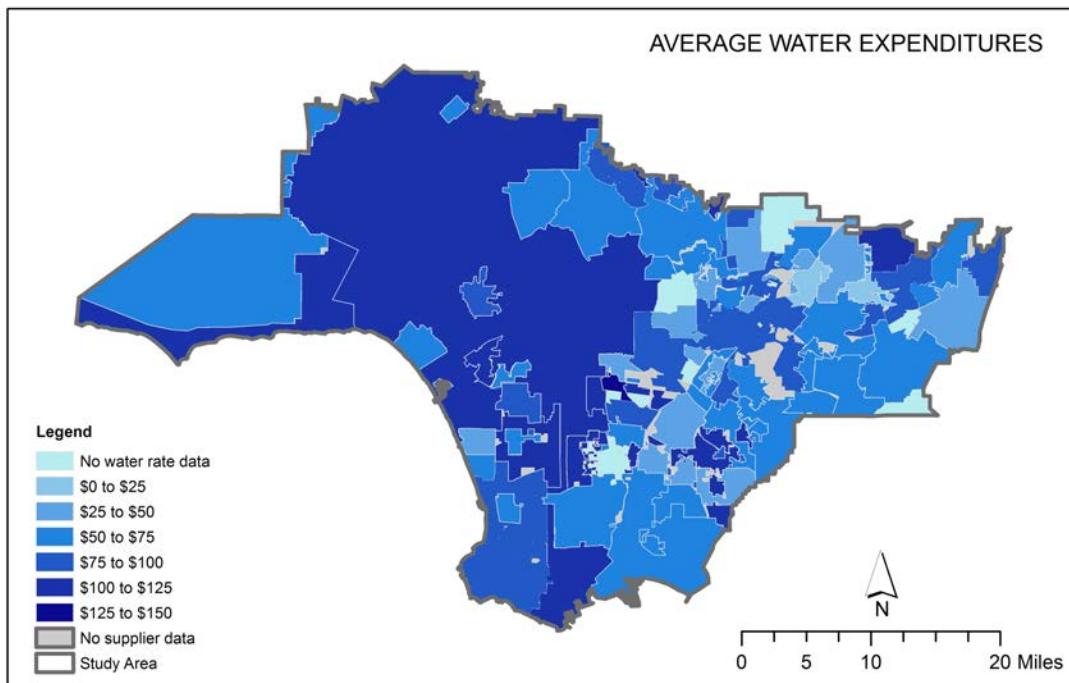 AVERAGE WATER EXPENDITURES
Legend
No water rate data
$0 to $25
$25 to $50
$50 to $75
$75 to $100
$100 to $125
$125 to $150
No supplier data
Study Area
N
0 5 10 20 Miles